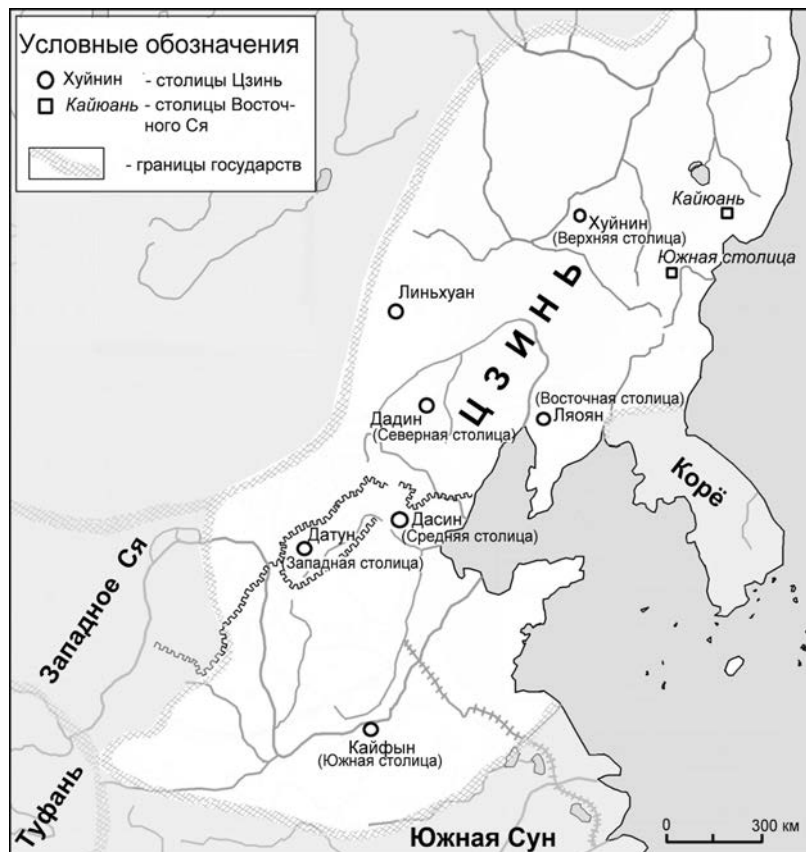 Условные обозначения
Хуйнин - столицы Цзинь
Кайюань - столицы Восточ-
ного Ся
- границы государств
Кайюань
Хуйнин
(Верхняя столица)
Южная столица
Линьхуан
ЦЗИНЬ
(Восточная столица)
Дадин
Ляоян
(Северная столица)
Корё
Дасин
Датун
(Средняя столица)
(Западная столица)
Западное Ся
Кайфын
(Южная столица)
Туфань
Южная Сун
0 300 км